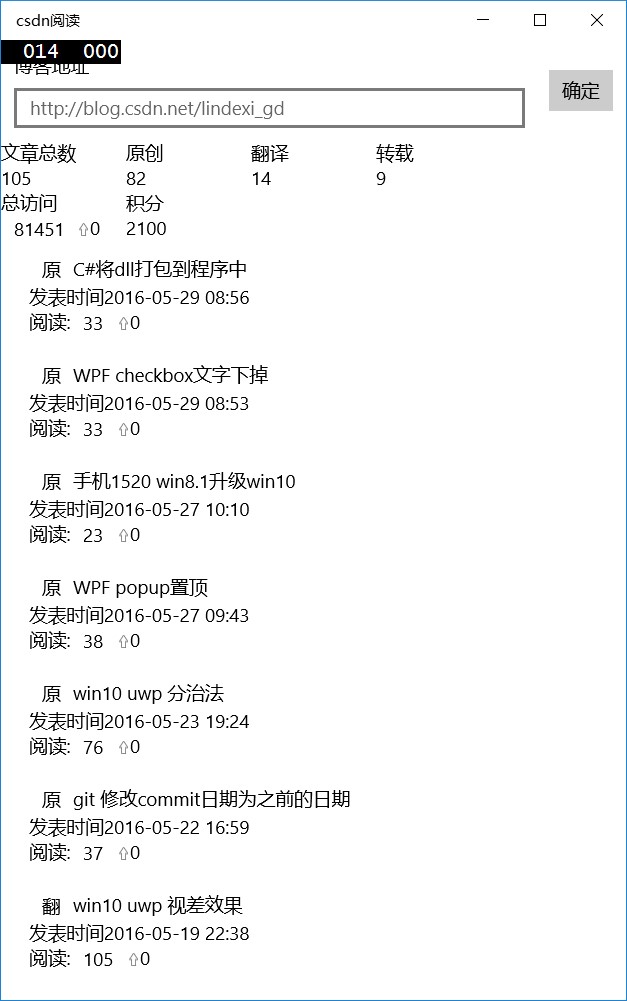 csdn阅读
014 000
博客地址
确定
http://blog.csdn.net/lindexi_gd
文章总数 原创 翻译 转载
105 82 14 9
总访问 积分
81451 ⇧0 2100
原 C#将dll打包到程序中
发表时间2016-05-29 08:56
阅读: 33 ⇧0
原 WPF checkbox文字下掉
发表时间2016-05-29 08:53
阅读: 33 ⇧0
原 手机1520 win8.1升级win10
发表时间2016-05-27 10:10
阅读: 23 ⇧0
原 WPF popup置顶
发表时间2016-05-27 09:43
阅读: 38 ⇧0
原 win10 uwp 分治法
发表时间2016-05-23 19:24
阅读: 76 ⇧0
原 git 修改commit日期为之前的日期
发表时间2016-05-22 16:59
阅读: 37 ⇧0
翻 win10 uwp 视差效果
发表时间2016-05-19 22:38
阅读: 105 ⇧0